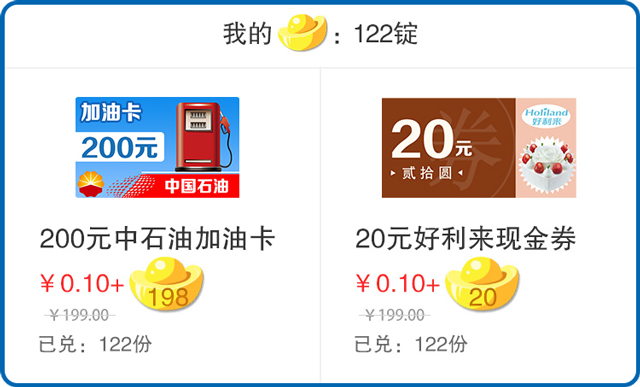 我的 : 122锭
加油卡
200元
中国石油
200元中石油加油卡
￥0.10+ 198
￥199.00
已兑：122份
券
20元
贰拾圆
Holiland
好利来
20元好利来现金券
￥0.10+ 20
￥199.00
已兑：122份